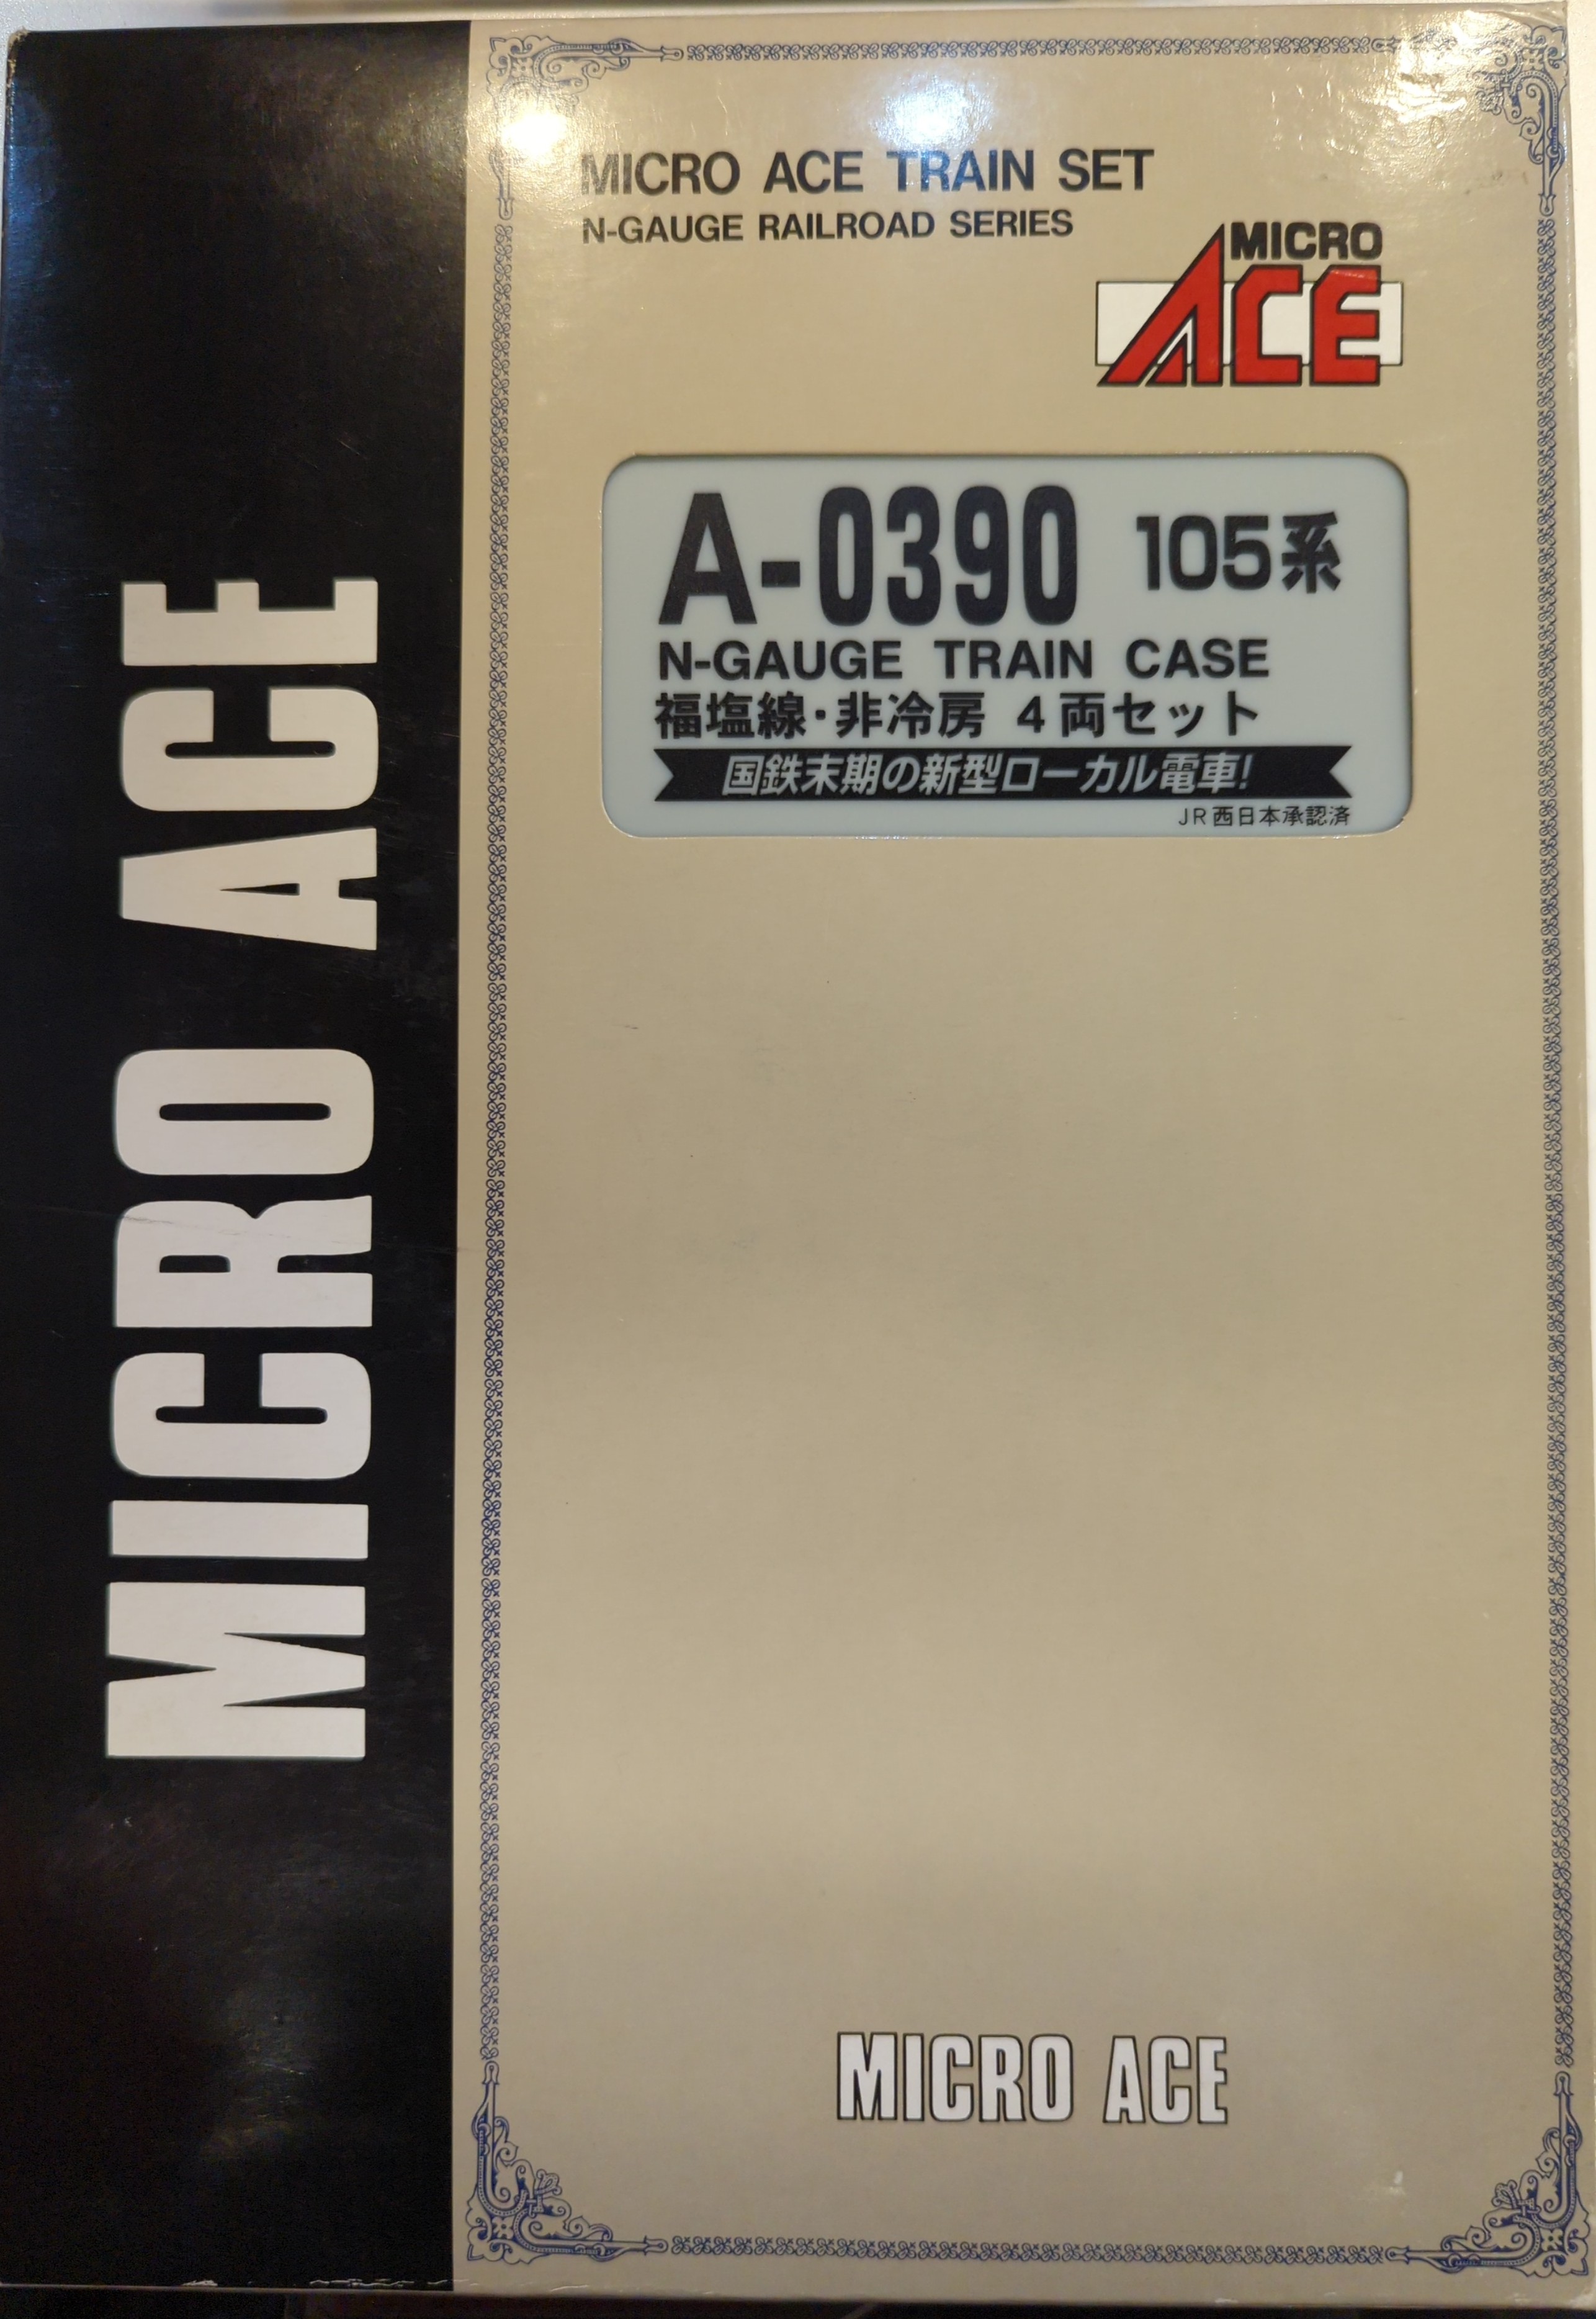 MICRO ACE
MICRO ACE TRAIN SET
N-GAUGE RAILROAD SERIES
MICRO
ACE
A-0390 105系
N-GAUGE TRAIN CASE
福塩線・非冷房 4両セット
国鉄末期の新型ローカル電車!
JR西日本承認済
MICRO ACE